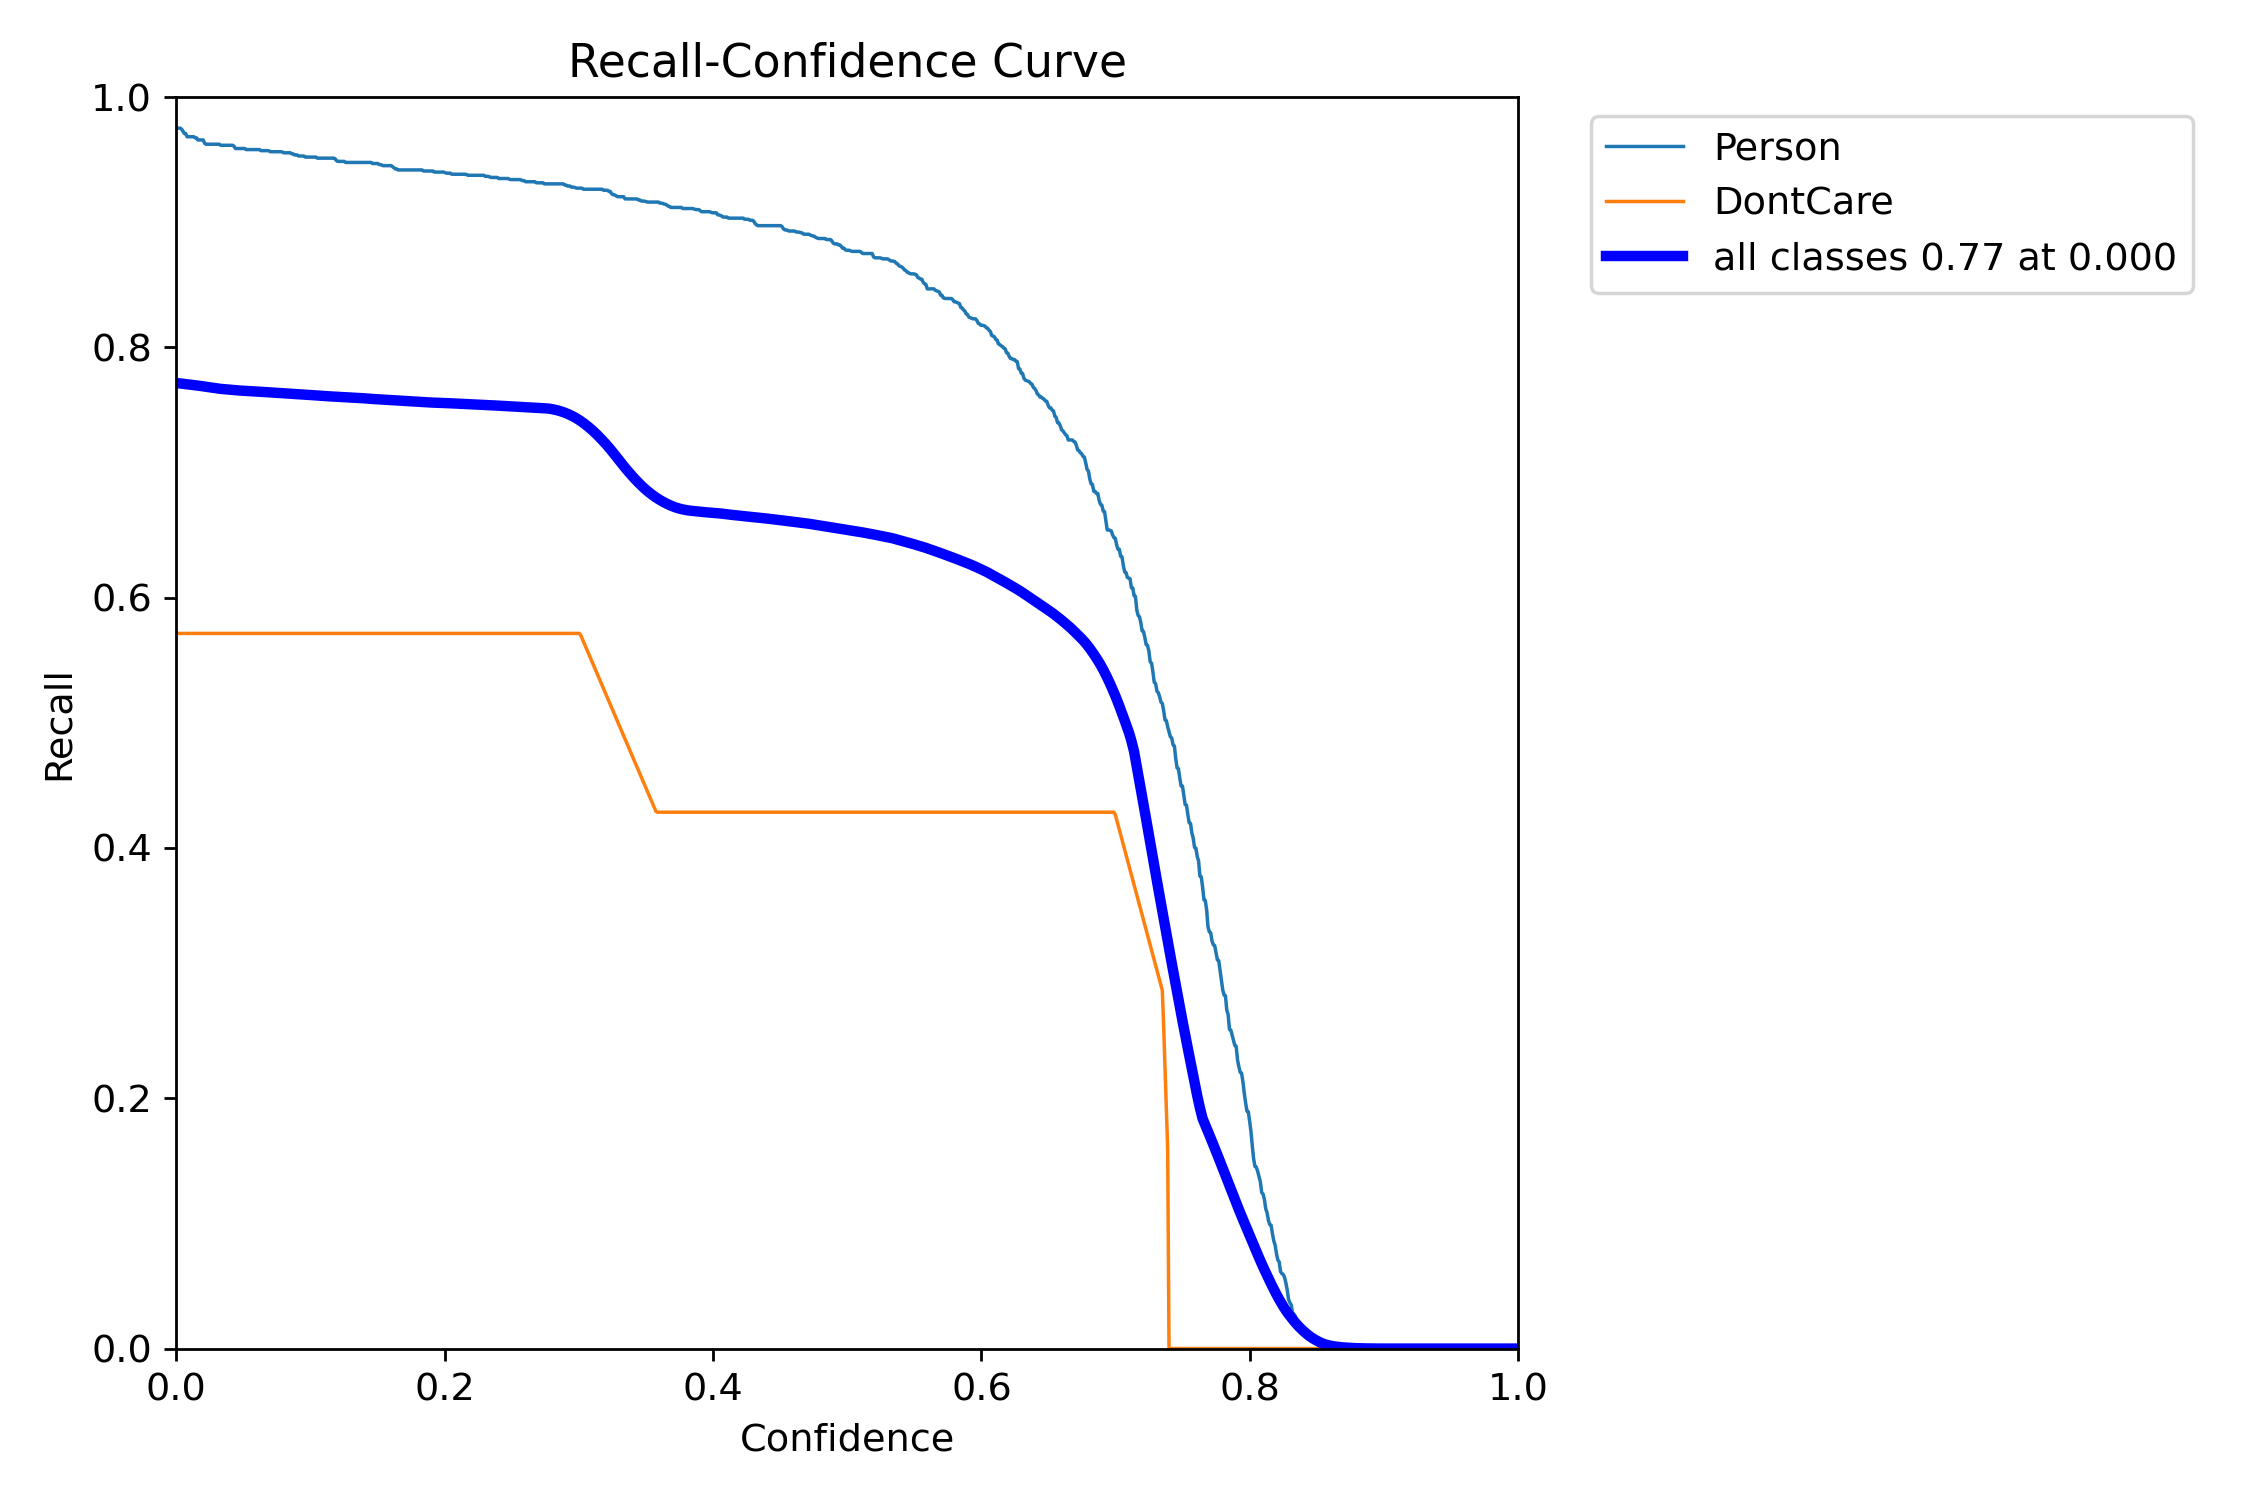 Recall-Confidence Curve
1.0
0.8
0.6
0.4
0.2
0.0
Recall
0.0 0.2 0.4 0.6 0.8 1.0
Confidence
Person
DontCare
all classes 0.77 at 0.000